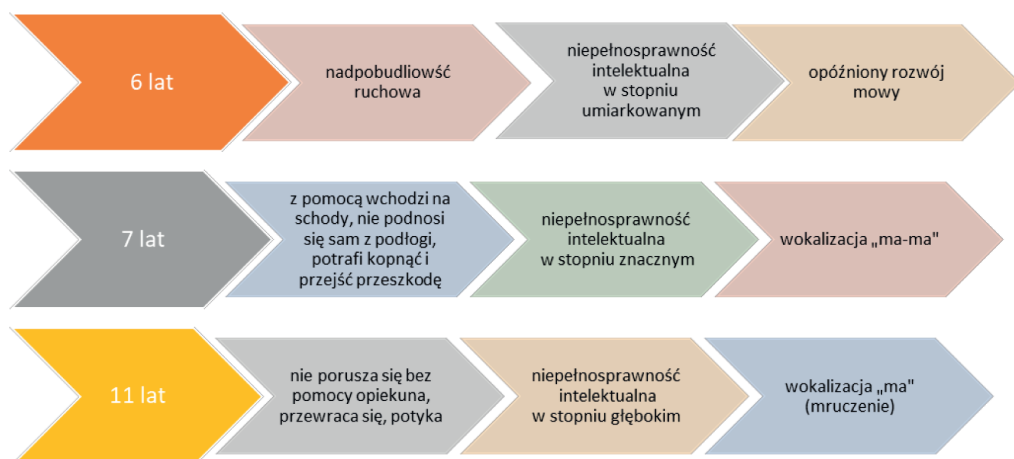 6 lat
nadpobudliowść
ruchowa
niepełnosprawność
intelektualna
w stopniu
umiarkowanym
opóźniony rozwój
mowy
7 lat
z pomocą wchodzi na
schody, nie podnosi
się sam z podłogi,
potrafi kopnąć i
przejść przeszkodę
niepełnosprawność
intelektualna
w stopniu znacznym
wokalizacja „ma-ma"
11 lat
nie porusza się bez
pomocy opiekuna,
przewraca się, potyka
niepełnosprawność
intelektualna
w stopniu głębokim
wokalizacja „ma"
(mruczenie)